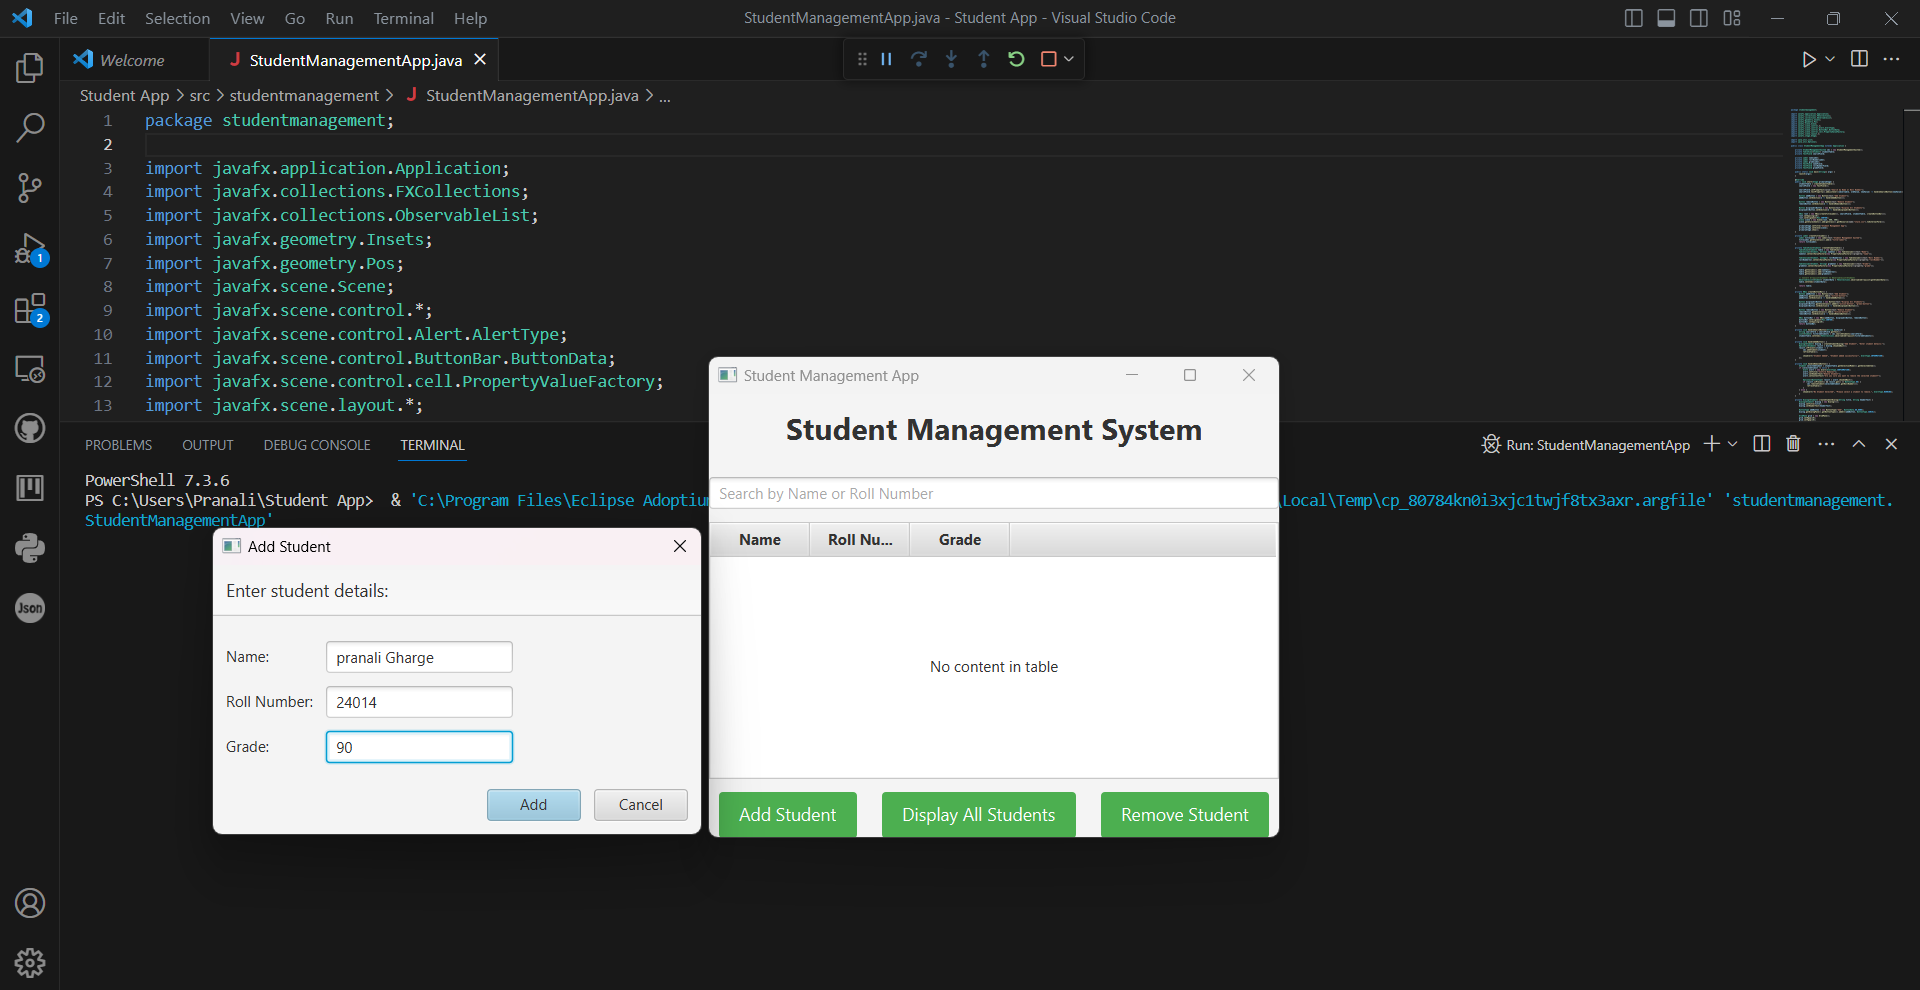 File Edit Selection View Go Run Terminal Help
StudentManagementApp.java - Student App - Visual Studio Code
Welcome
J StudentManagementApp.java
Student App > src > studentmanagement > J StudentManagementApp.java > ...
1 package studentmanagement;
2
3 import javafx.application.Application;
4 import javafx.collections.FXCollections;
5 import javafx.collections.ObservableList;
6 import javafx.geometry.Insets;
7 import javafx.geometry.Pos;
8 import javafx.scene.Scene;
9 import javafx.scene.control.*;
10 import javafx.scene.control.Alert.AlertType;
11 import javafx.scene.control.ButtonBar.ButtonData;
12 import javafx.scene.control.cell.PropertyValueFactory;
13 import javafx.scene.layout.*;
1
2
Json
PROBLEMS OUTPUT DEBUG CONSOLE TERMINAL
Run: StudentManagementApp
PowerShell 7.3.6
PS C:\Users\Pranali\Student App> & 'C:\Program Files\Eclipse Adoptium \Local\Temp\cp_80784kn0i3xjc1twjf8tx3axr.argfile' 'studentmanagement.
StudentManagementApp'
Add Student
Enter student details:
Name: pranali Gharge
Roll Number: 24014
Grade: 90
Add Cancel
Student Management App
Student Management System
Search by Name or Roll Number
Name Roll Nu... Grade
No content in table
Add Student Display All Students Remove Student